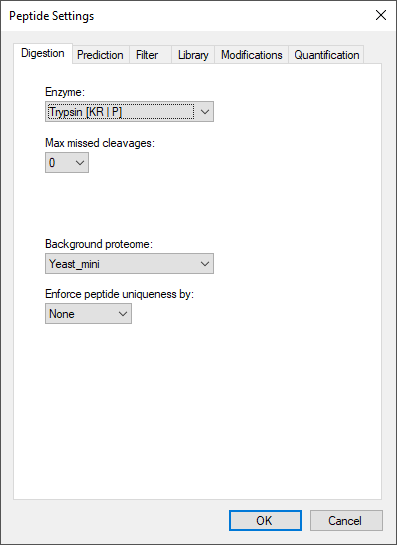 Peptide Settings
Digestion Prediction Filter Library Modifications Quantification
Enzyme:
Trypsin [KR | P]
Max missed cleavages:
0
Background proteome:
Yeast_mini
Enforce peptide uniqueness by:
None
OK Cancel